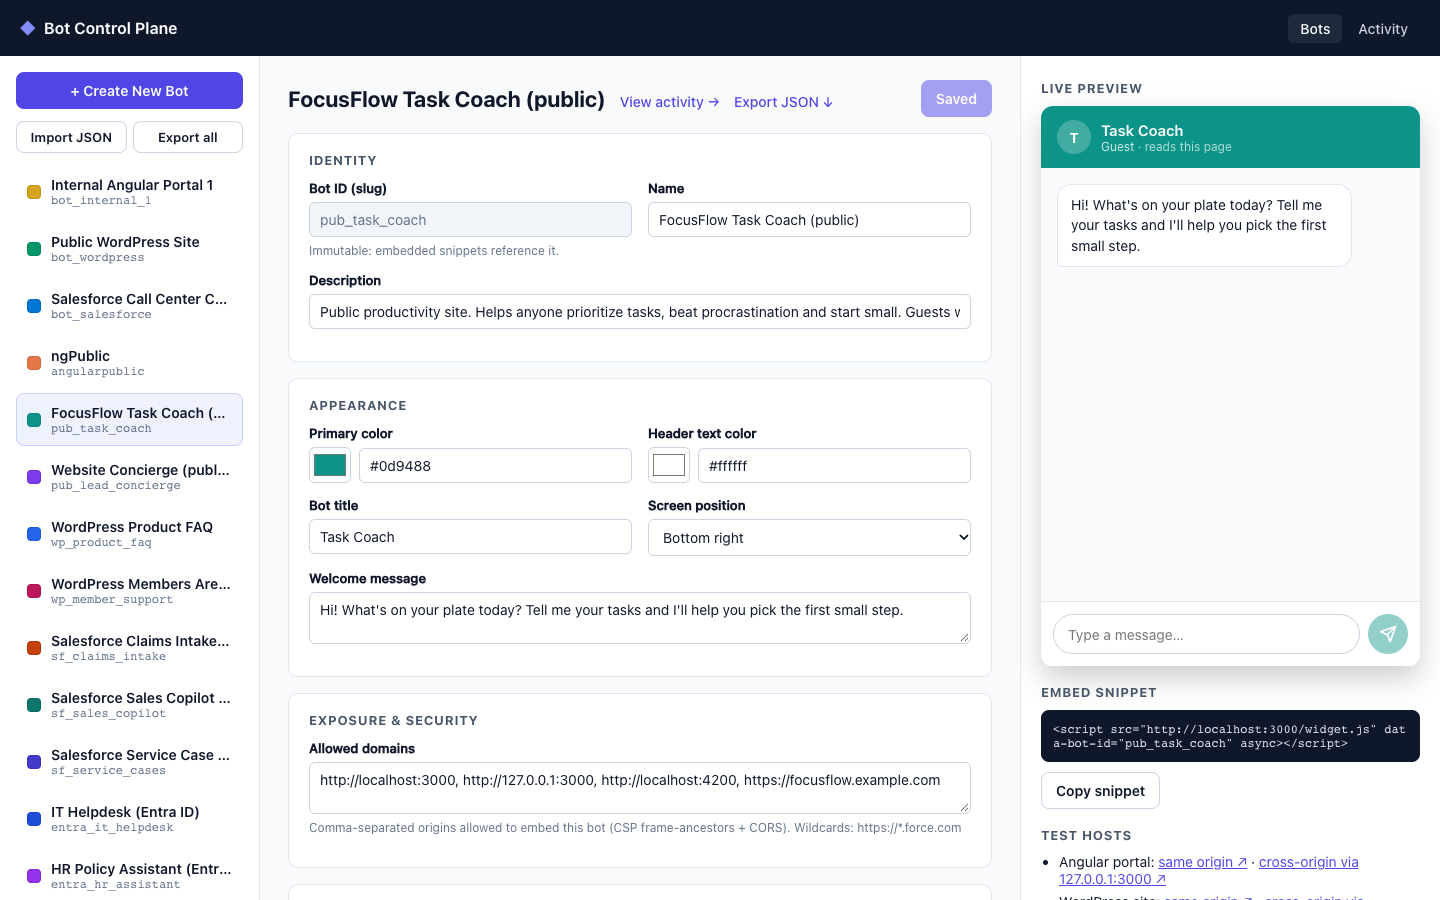 Bot Control Plane
Bots
Activity
+ Create New Bot
Import JSON
Export all
Internal Angular Portal 1
bot_internal_1
Public WordPress Site
bot_wordpress
Salesforce Call Center C...
bot_salesforce
ngPublic
angularpublic
FocusFlow Task Coach (...
pub_task_coach
Website Concierge (publ...
pub_lead_concierge
WordPress Product FAQ
wp_product_faq
WordPress Members Are...
wp_member_support
Salesforce Claims Intake...
sf_claims_intake
Salesforce Sales Copilot ...
sf_sales_copilot
Salesforce Service Case ...
sf_service_cases
IT Helpdesk (Entra ID)
entra_it_helpdesk
HR Policy Assistant (Entr...
entra_hr_assistant
FocusFlow Task Coach (public)
View activity →
Export JSON ↓
Saved
IDENTITY
Bot ID (slug)
Name
pub_task_coach
FocusFlow Task Coach (public)
Immutable: embedded snippets reference it.
Description
Public productivity site. Helps anyone prioritize tasks, beat procrastination and start small. Guests w
APPEARANCE
Primary color
Header text color
#0d9488
#ffffff
Bot title
Screen position
Task Coach
Bottom right
Welcome message
Hi! What's on your plate today? Tell me your tasks and I'll help you pick the first small step.
EXPOSURE & SECURITY
Allowed domains
http://localhost:3000, http://127.0.0.1:3000, http://localhost:4200, https://focusflow.example.com
Comma-separated origins allowed to embed this bot (CSP frame-ancestors + CORS). Wildcards: https://*.force.com
LIVE PREVIEW
T
Task Coach
Guest · reads this page
Hi! What's on your plate today? Tell me
your tasks and I'll help you pick the first
small step.
Type a message...
EMBED SNIPPET
<script src="http://localhost:3000/widget.js" dat
a-bot-id="pub_task_coach" async></script>
Copy snippet
TEST HOSTS
Angular portal: same origin ↗ · cross-origin via
127.0.0.1:3000 ↗
WordPress site: same origin ↗ · cross-origin via